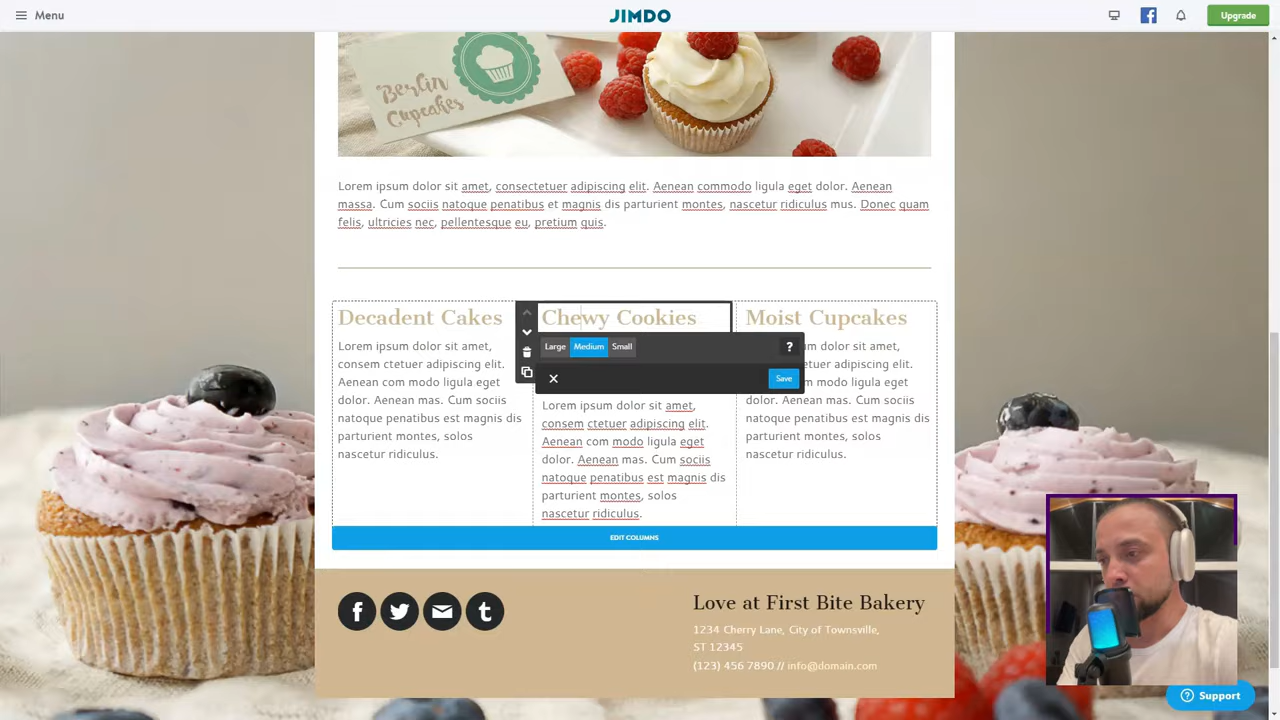 Menu
JIMDO
Upgrade
Berlin
Cupcakes
Lorem ipsum dolor sit amet, consectetuer adipiscing elit. Aenean commodo ligula eget dolor. Aenean
massa. Cum sociis natoque penatibus et magnis dis parturient montes, nascetur ridiculus mus. Donec quam
felis, ultricies nec, pellentesque eu, pretium quis.
Decadent Cakes
Lorem ipsum dolor sit amet,
consem ctetuer adipiscing elit.
Aenean com modo ligula eget
dolor. Aenean mas. Cum sociis
natoque penatibus est magnis dis
parturient montes, solos
nascetur ridiculus.
Chewy Cookies
Large Medium Small ?
Save
Lorem ipsum dolor sit amet,
consem ctetuer adipiscing elit.
Aenean com modo ligula eget
dolor. Aenean mas. Cum sociis
natoque penatibus est magnis dis
parturient montes, solos
nascetur ridiculus.
Moist Cupcakes
dolor sit amet,
adipiscing elit.
Aenean com modo ligula eget
dolor. Aenean mas. Cum sociis
natoque penatibus est magnis dis
parturient montes, solos
nascetur ridiculus.
EDIT COLUMNS
Love at First Bite Bakery
1234 Cherry Lane, City of Townsville,
ST 12345
(123) 456 7890 // info@domain.com
Support